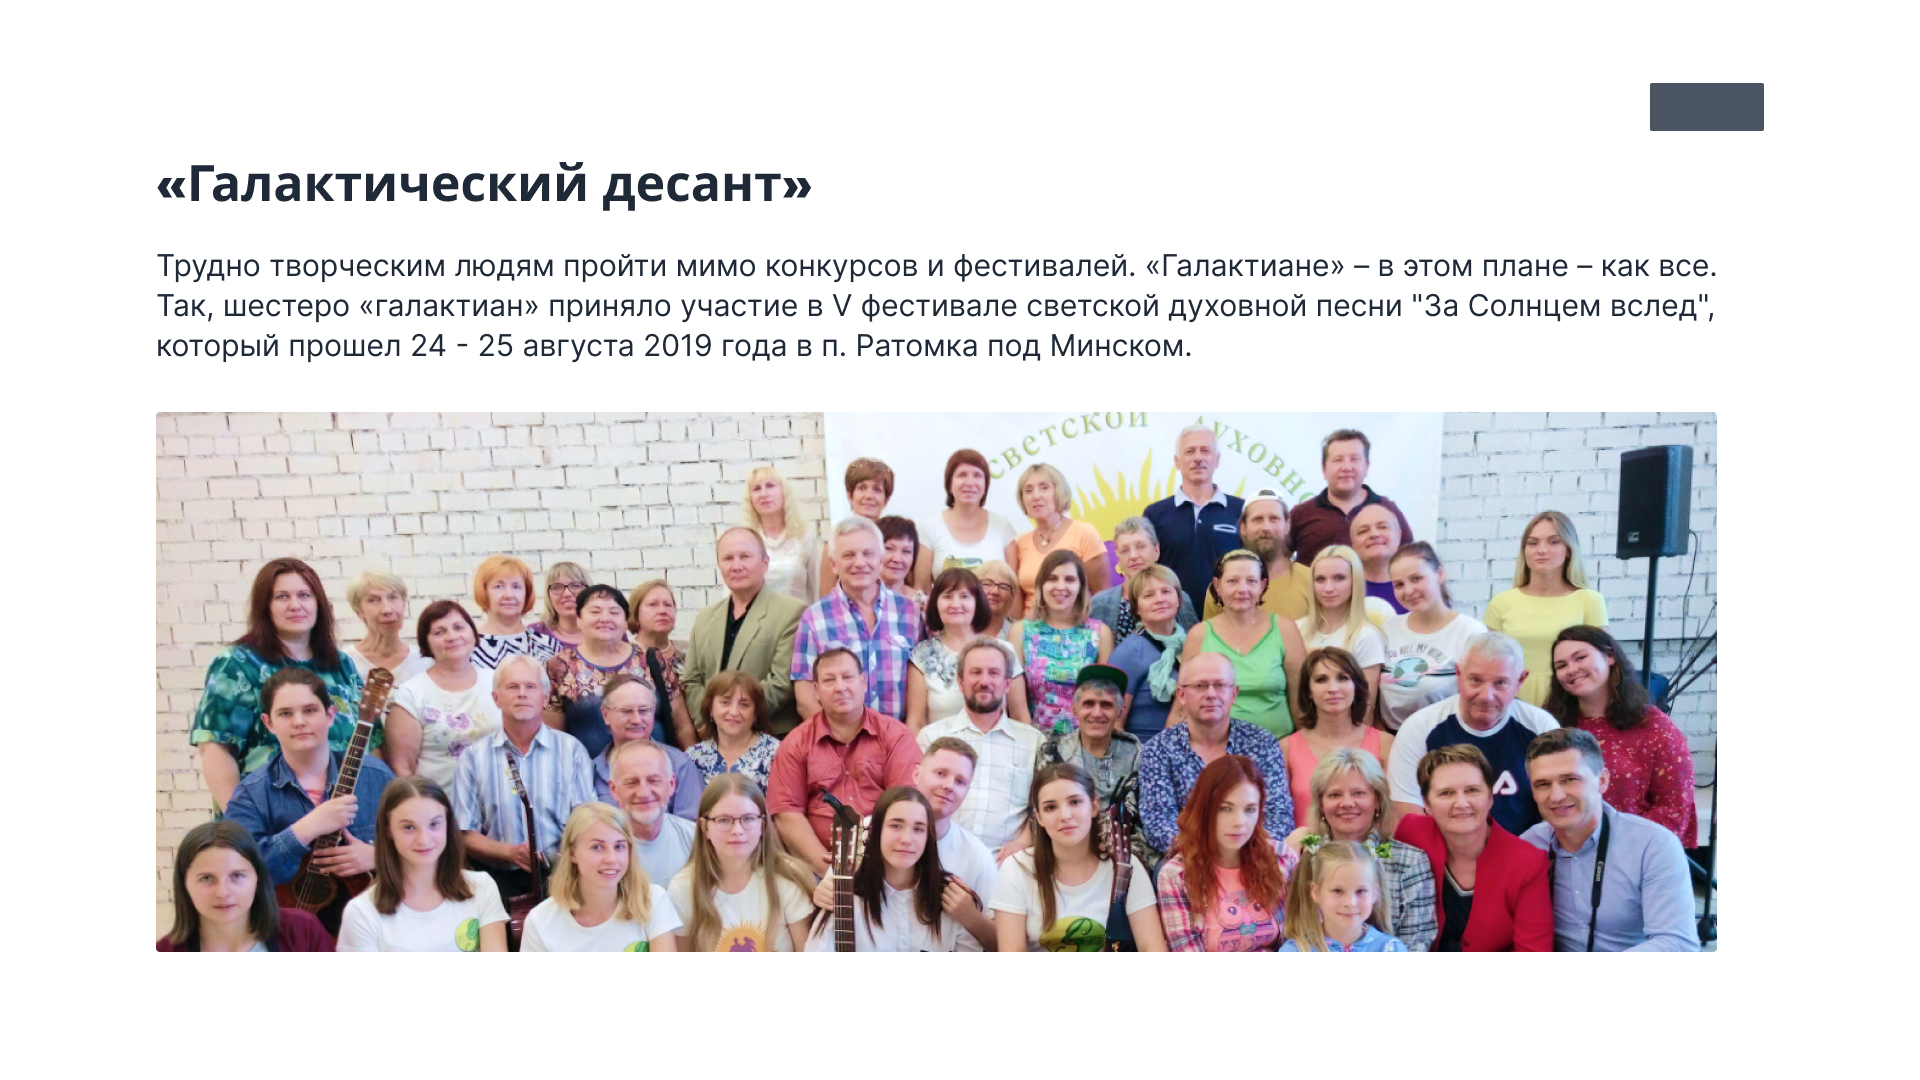 «Галактический десант»
Трудно творческим людям пройти мимо конкурсов и фестивалей. «Галактиане» – в этом плане – как все.
Так, шестеро «галактиан» приняло участие в V фестивале светской духовной песни "За Солнцем вслед",
который прошел 24 - 25 августа 2019 года в п. Ратомка под Минском.
светской духовно
Canon